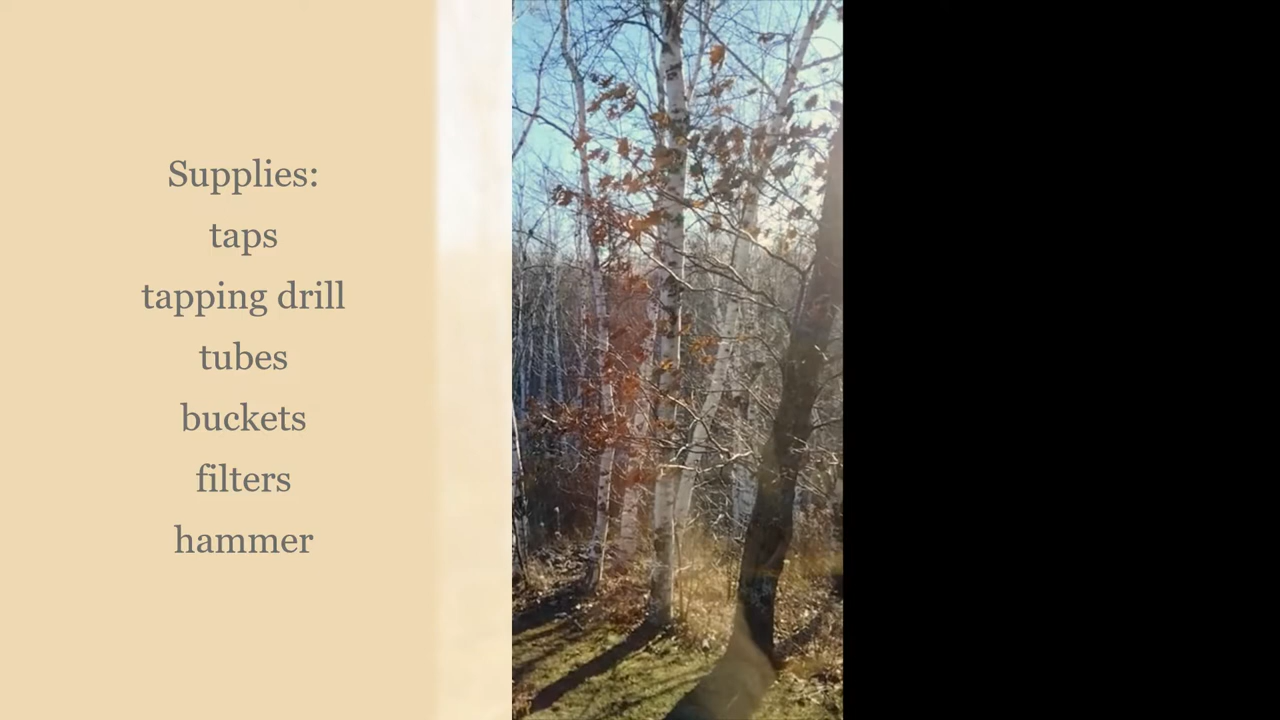 Supplies:
taps
tapping drill
tubes
buckets
filters
hammer